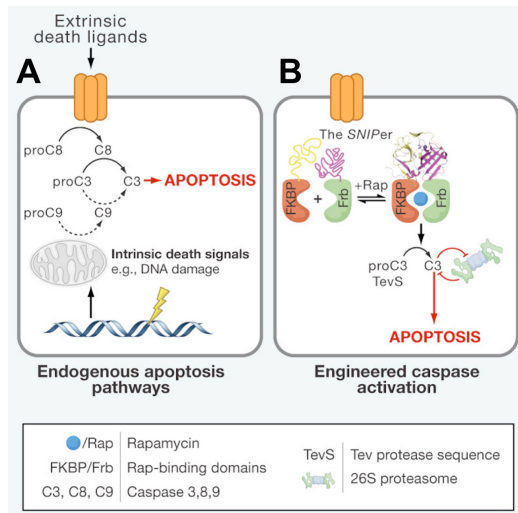 Extrinsic
death ligands
A
proC8 C8
proC3 C3 APOPTOSIS
proC9 C9
Intrinsic death signals
e.g., DNA damage
Endogenous apoptosis
pathways
B
The SNIPer
FKBP + Frb +Rap FKBP Frb
proC3 C3
TevS
APOPTOSIS
Engineered caspase
activation
/Rap Rapamycin
FKBP/Frb Rap-binding domains
C3, C8, C9 Caspase 3,8,9
TevS Tev protease sequence
26S proteasome